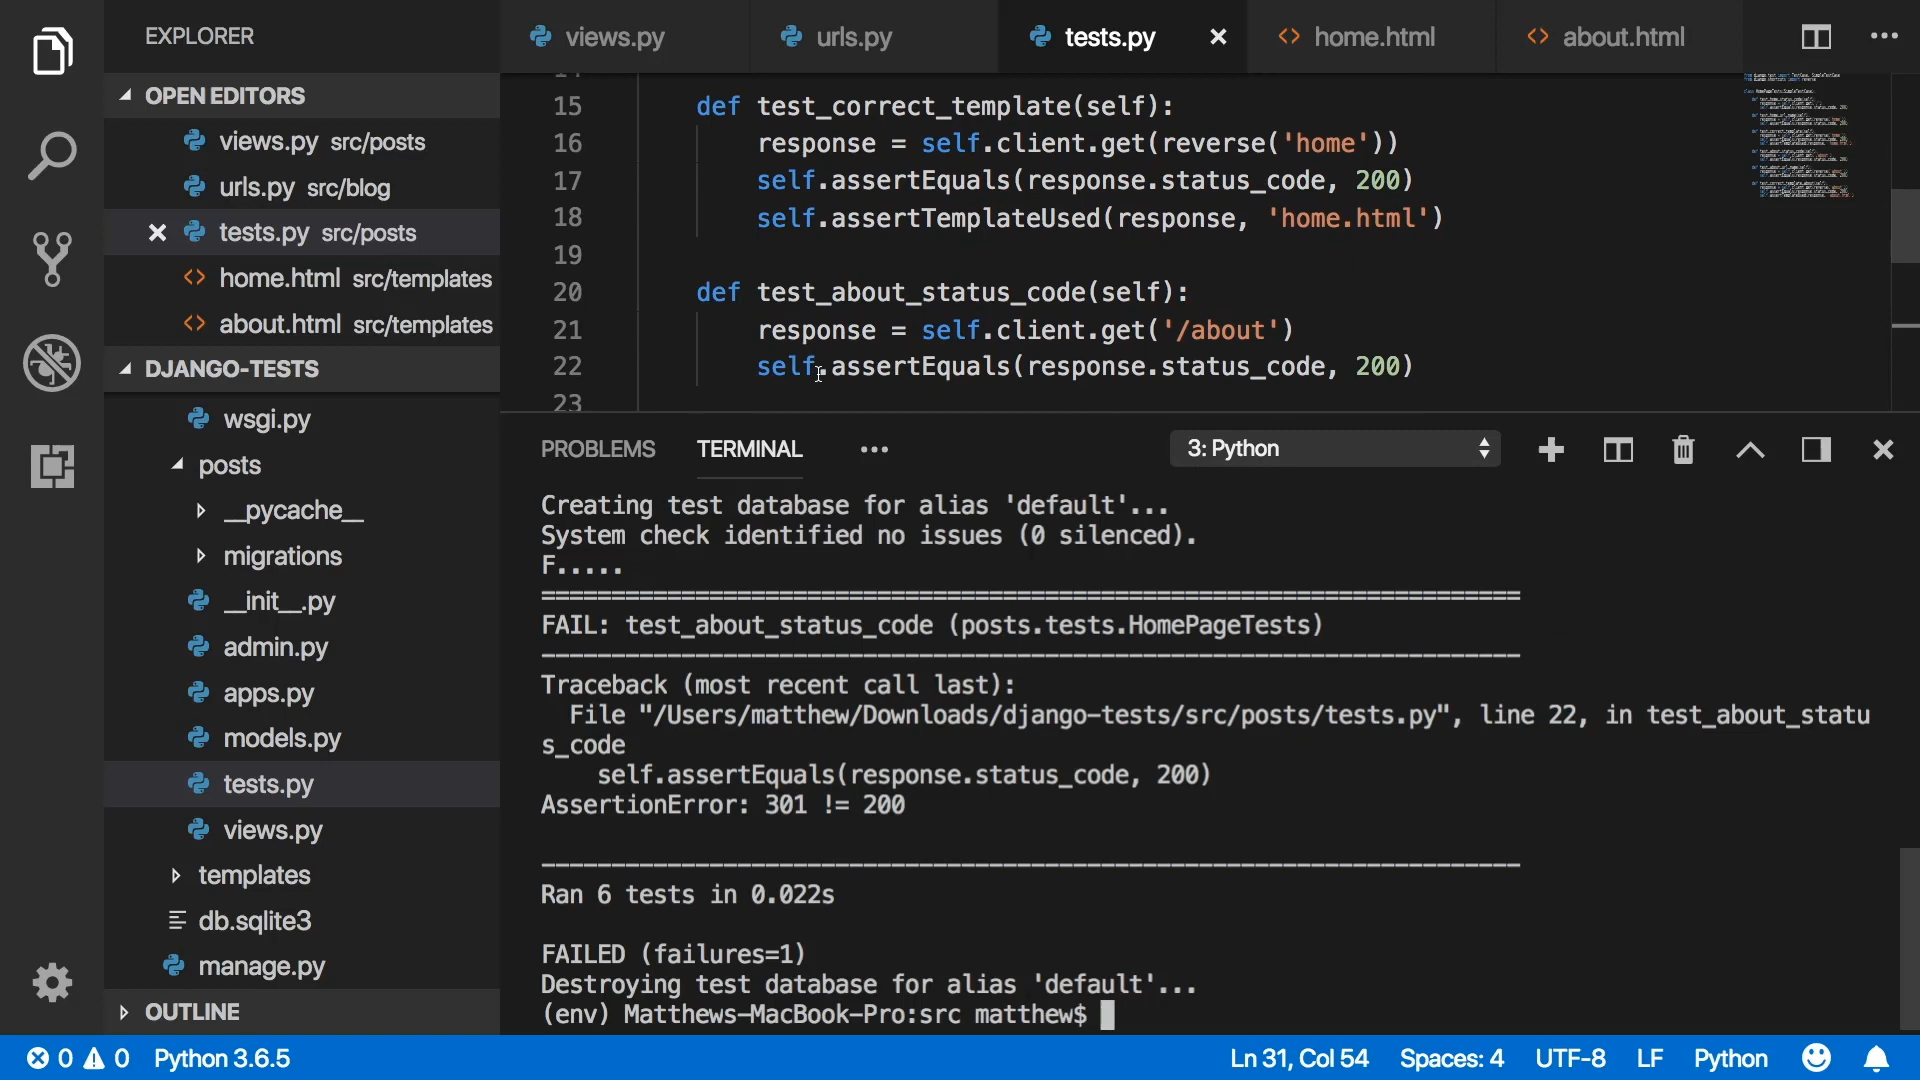 EXPLORER
OPEN EDITORS
views.py src/posts
urls.py src/blog
tests.py src/posts
home.html src/templates
about.html src/templates
DJANGO-TESTS
wsgi.py
posts
__pycache__
migrations
__init__.py
admin.py
apps.py
models.py
tests.py
views.py
templates
db.sqlite3
manage.py
OUTLINE
views.py
urls.py
tests.py
home.html
about.html
15 def test_correct_template(self):
16 response = self.client.get(reverse('home'))
17 self.assertEquals(response.status_code, 200)
18 self.assertTemplateUsed(response, 'home.html')
19
20 def test_about_status_code(self):
21 response = self.client.get('/about')
22 self.assertEquals(response.status_code, 200)
23
PROBLEMS TERMINAL ••• 3: Python
Creating test database for alias 'default'...
System check identified no issues (0 silenced).
F.....
======================================================================
FAIL: test_about_status_code (posts.tests.HomePageTests)
----------------------------------------------------------------------
Traceback (most recent call last):
File "/Users/matthew/Downloads/django-tests/src/posts/tests.py", line 22, in test_about_statu
s_code
self.assertEquals(response.status_code, 200)
AssertionError: 301 != 200
----------------------------------------------------------------------
Ran 6 tests in 0.022s
FAILED (failures=1)
Destroying test database for alias 'default'...
(env) Matthews-MacBook-Pro:src matthew$
0 0 Python 3.6.5 Ln 31, Col 54 Spaces: 4 UTF-8 LF Python